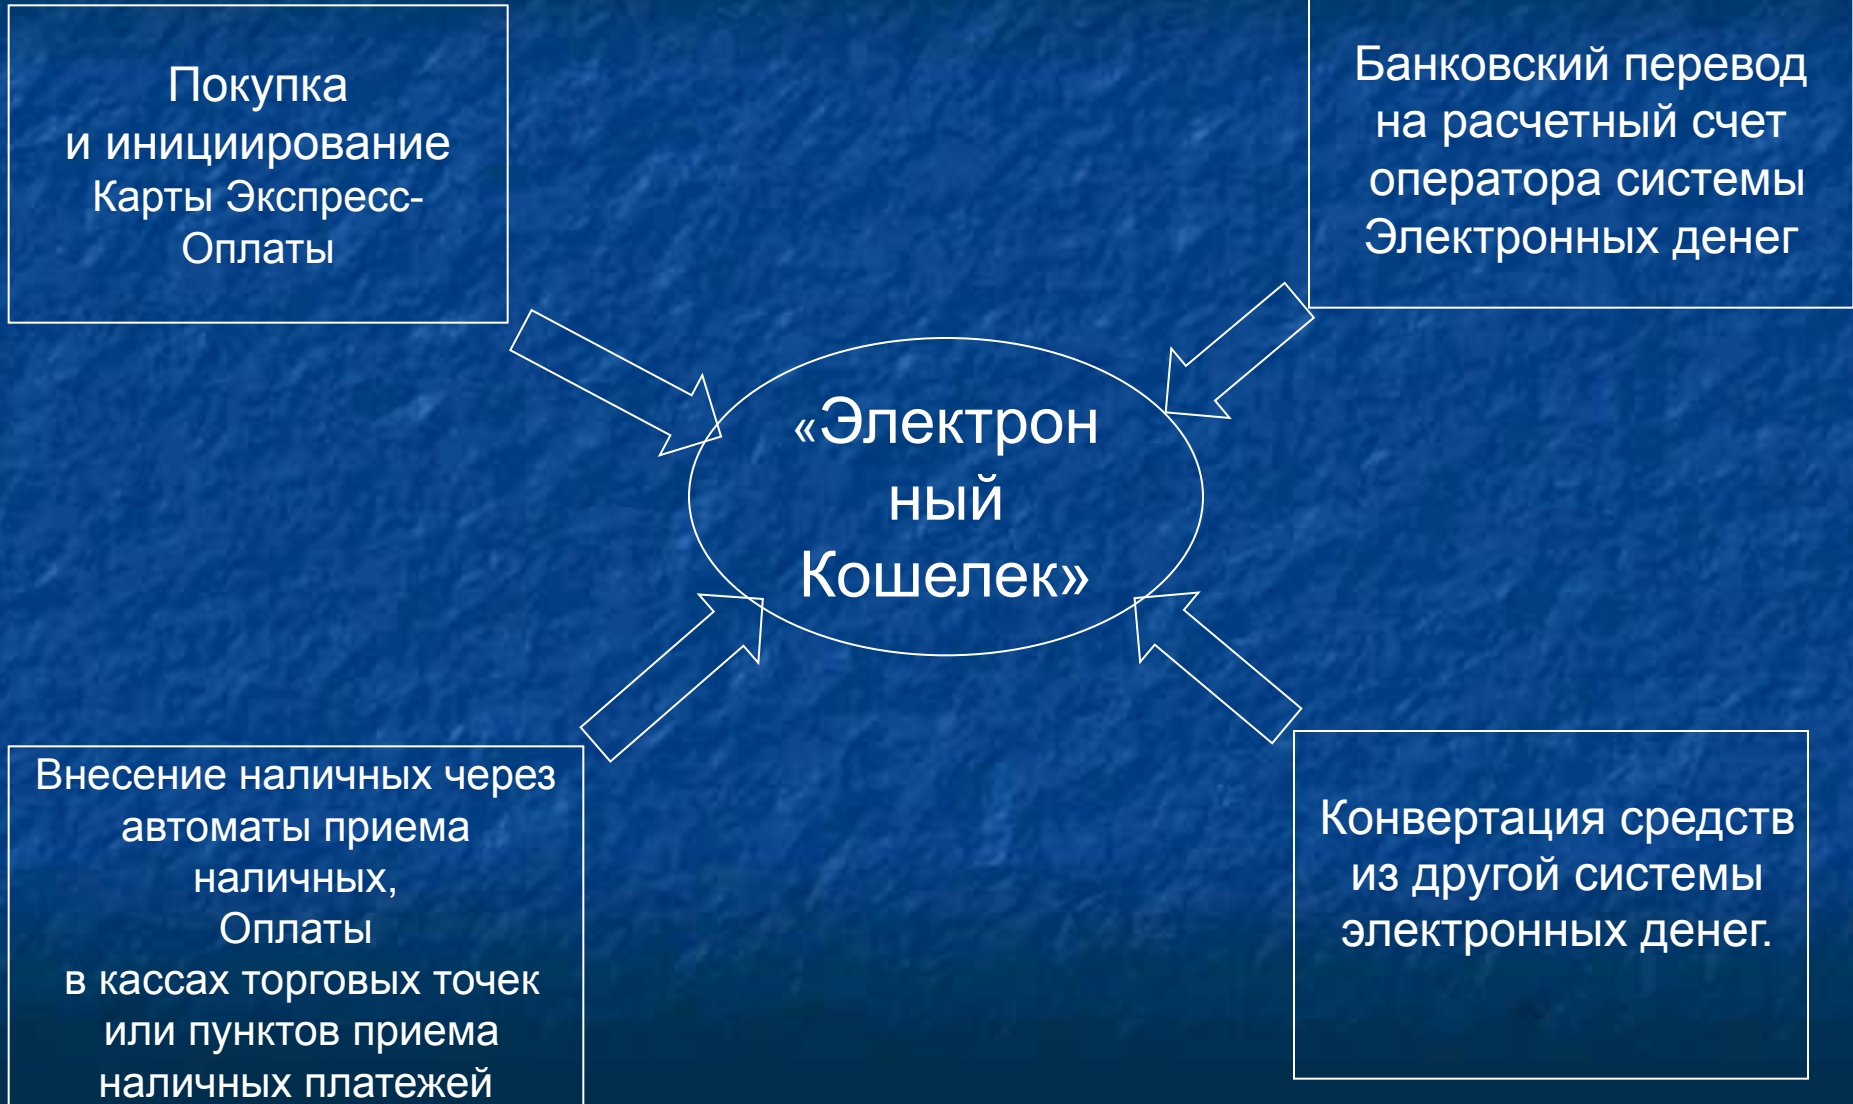 Покупка
и инициирование
Карты Экспресс-
Оплаты
Банковский перевод
на расчетный счет
оператора системы
Электронных денег
«Электрон
ный
Кошелек»
Внесение наличных через
автоматы приема
наличных,
Оплаты
в кассах торговых точек
или пунктов приема
наличных платежей
Конвертация средств
из другой системы
электронных денег.